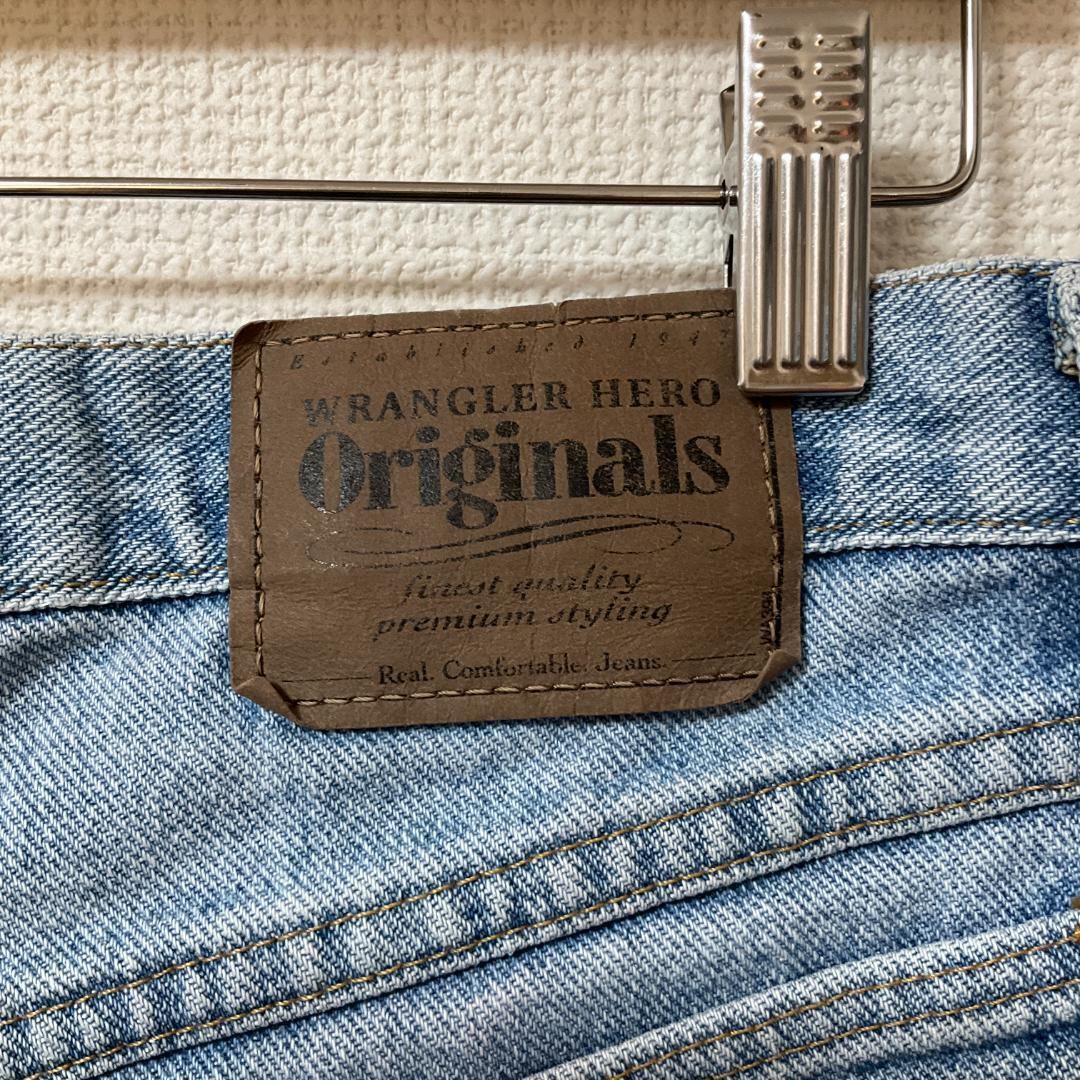 Established 1947
WRANGLER HERO
Originals
finest quality
premium styling
Real. Comfortable. Jeans.